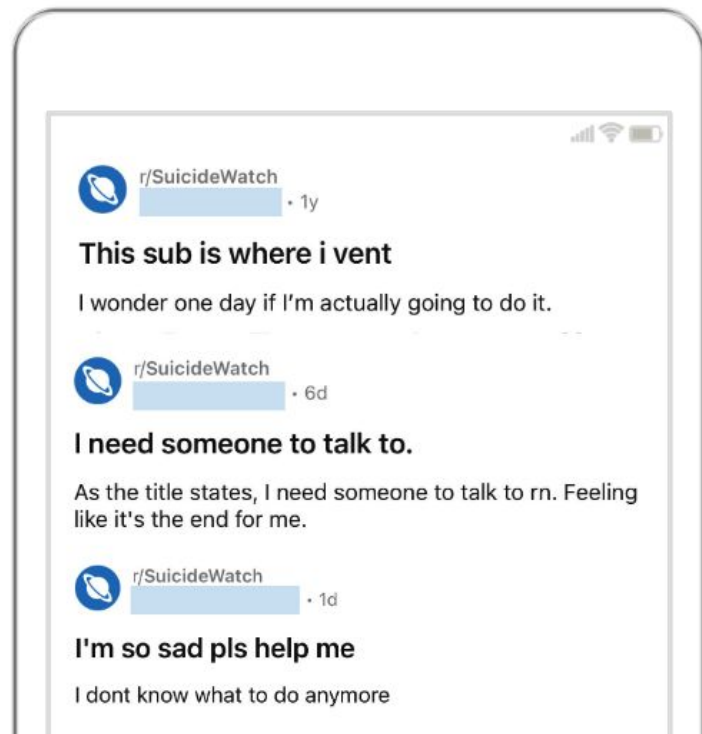 r/SuicideWatch
• 1y
This sub is where i vent
I wonder one day if I'm actually going to do it.
r/SuicideWatch
• 6d
I need someone to talk to.
As the title states, I need someone to talk to rn. Feeling
like it's the end for me.
r/SuicideWatch
• 1d
I'm so sad pls help me
I dont know what to do anymore